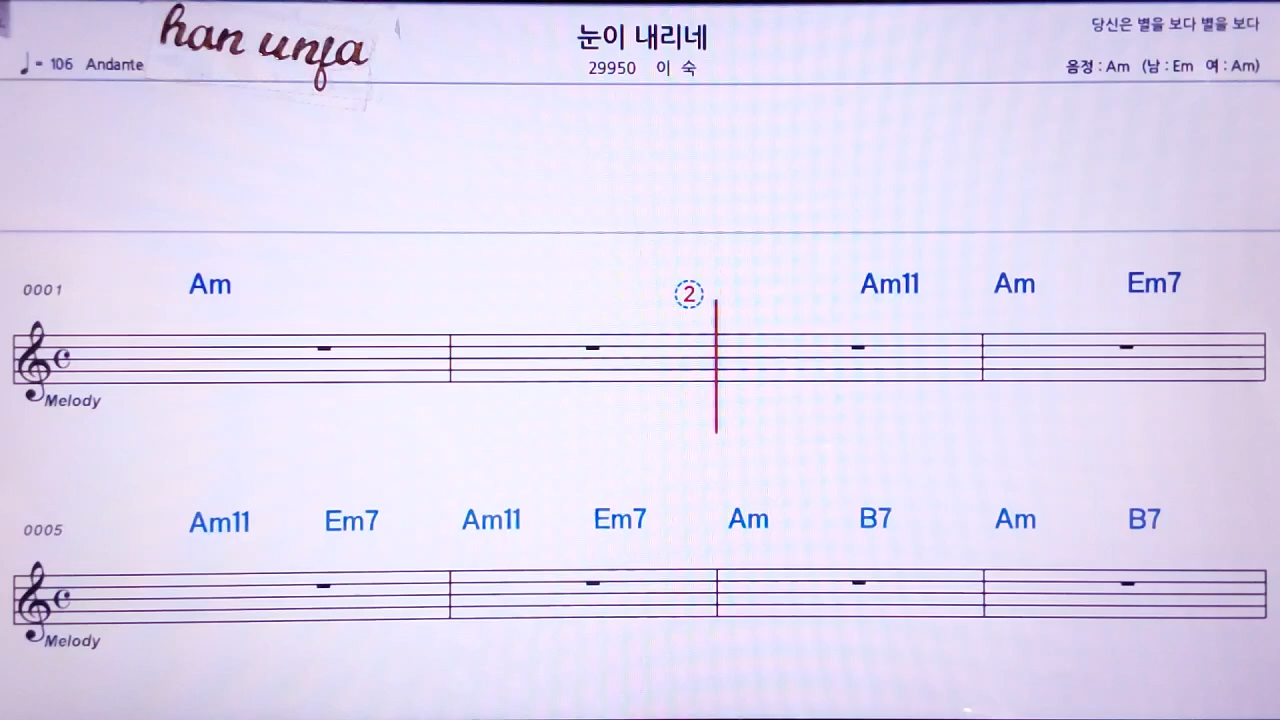 han unja
눈이 내리네
당신은 별을 보다 별을 보다
♩= 106 Andante
29950 이 숙
음정 : Am (남 : Em 여 : Am)
0001 Am ② Am11 Am Em7
Melody
0005 Am11 Em7 Am11 Em7 Am B7 Am B7
Melody